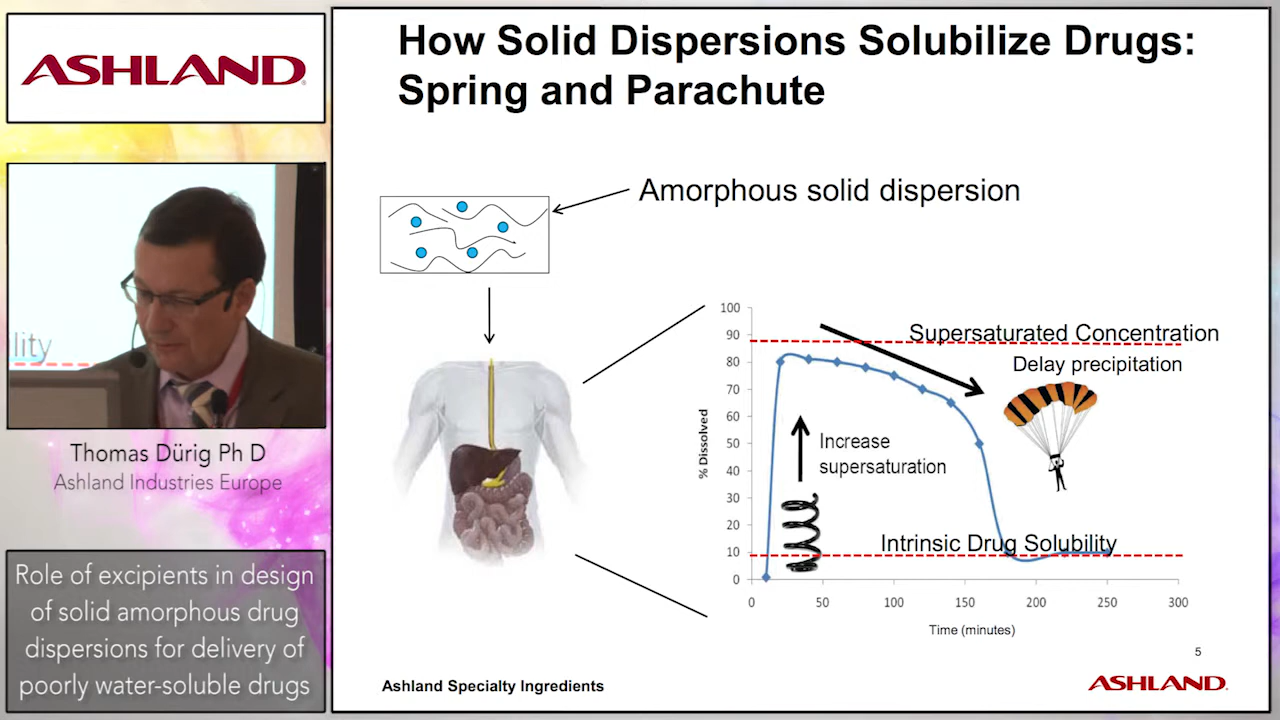 ASHLAND
lity
Thomas Dürig Ph D
Ashland Industries Europe
Role of excipients in design
of solid amorphous drug
dispersions for delivery of
poorly water-soluble drugs
How Solid Dispersions Solubilize Drugs:
Spring and Parachute
Amorphous solid dispersion
100
90
80
70
60
50
40
30
20
10
0
% Dissolved
Supersaturated Concentration
Delay precipitation
Increase
supersaturation
Intrinsic Drug Solubility
0 50 100 150 200 250 300
Time (minutes)
5
Ashland Specialty Ingredients
ASHLAND